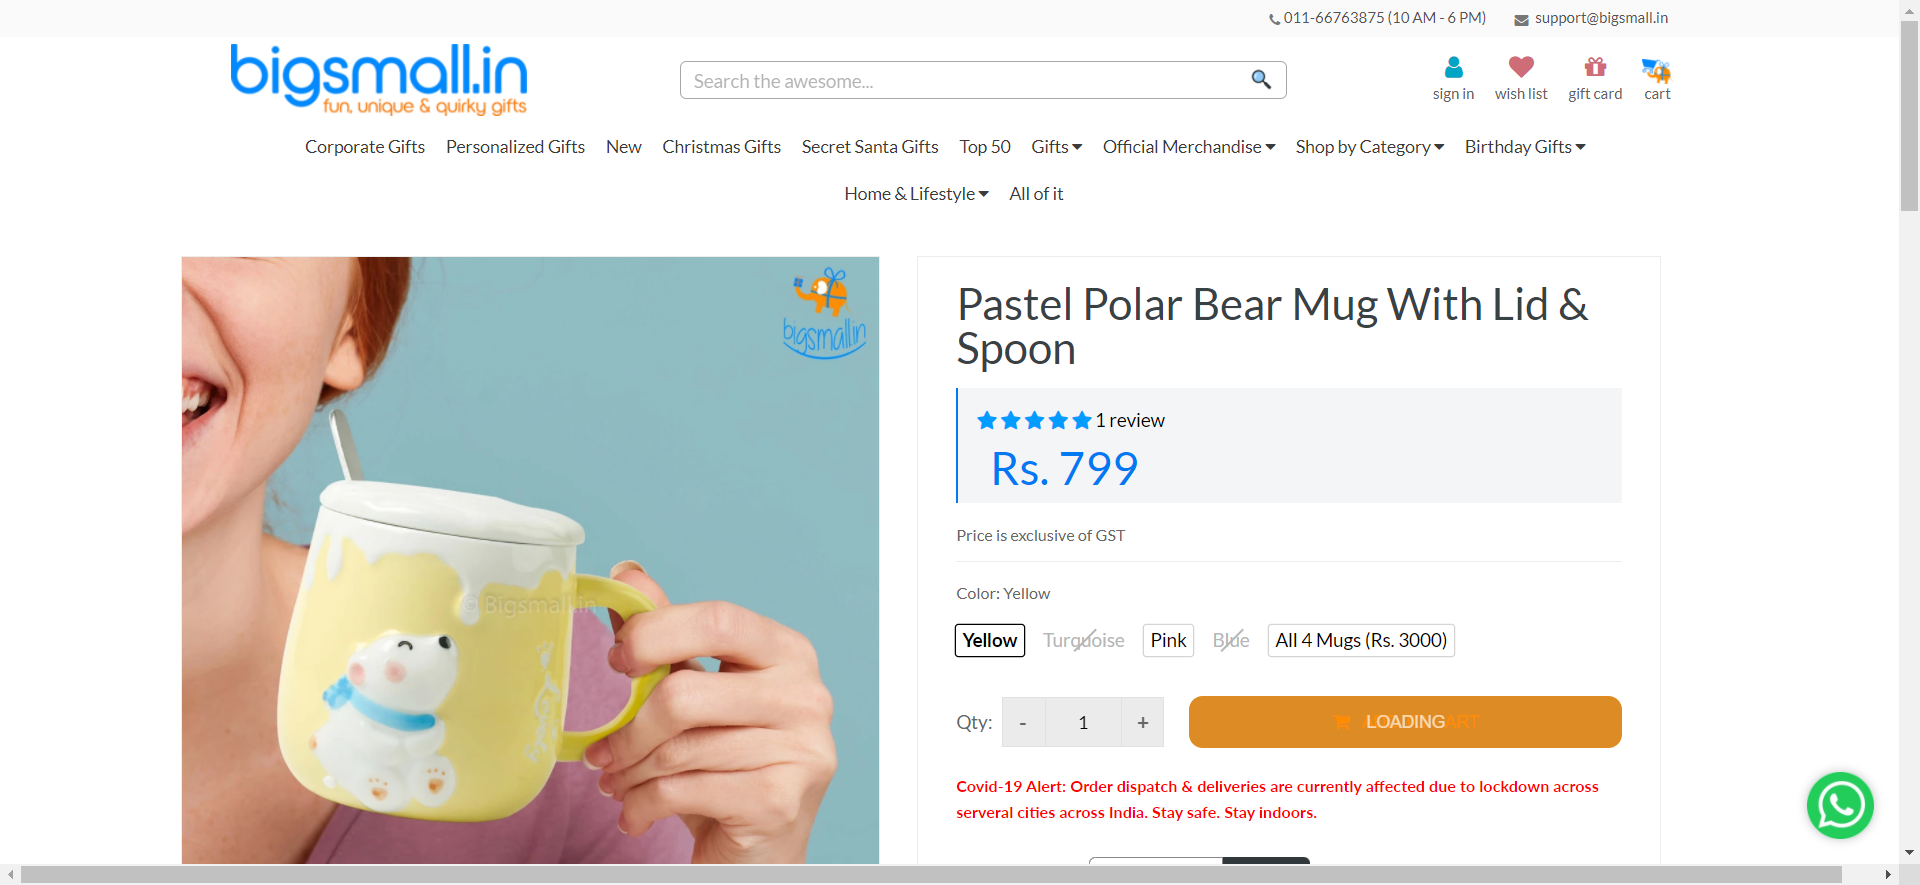 011-66763875 (10 AM - 6 PM) support@bigsmall.in
bigsmall.in
fun, unique & quirky gifts
Search the awesome...
sign in wish list gift card cart
Corporate Gifts Personalized Gifts New Christmas Gifts Secret Santa Gifts Top 50 Gifts Official Merchandise Shop by Category Birthday Gifts
Home & Lifestyle All of it
bigsmall.in
© Bigsmall.in
Pastel Polar Bear Mug With Lid &
Spoon
1 review
Rs. 799
Price is exclusive of GST
Color: Yellow
Yellow Turquoise Pink Blue All 4 Mugs (Rs. 3000)
Qty: - 1 + LOADING
Covid-19 Alert: Order dispatch & deliveries are currently affected due to lockdown across
serveral cities across India. Stay safe. Stay indoors.